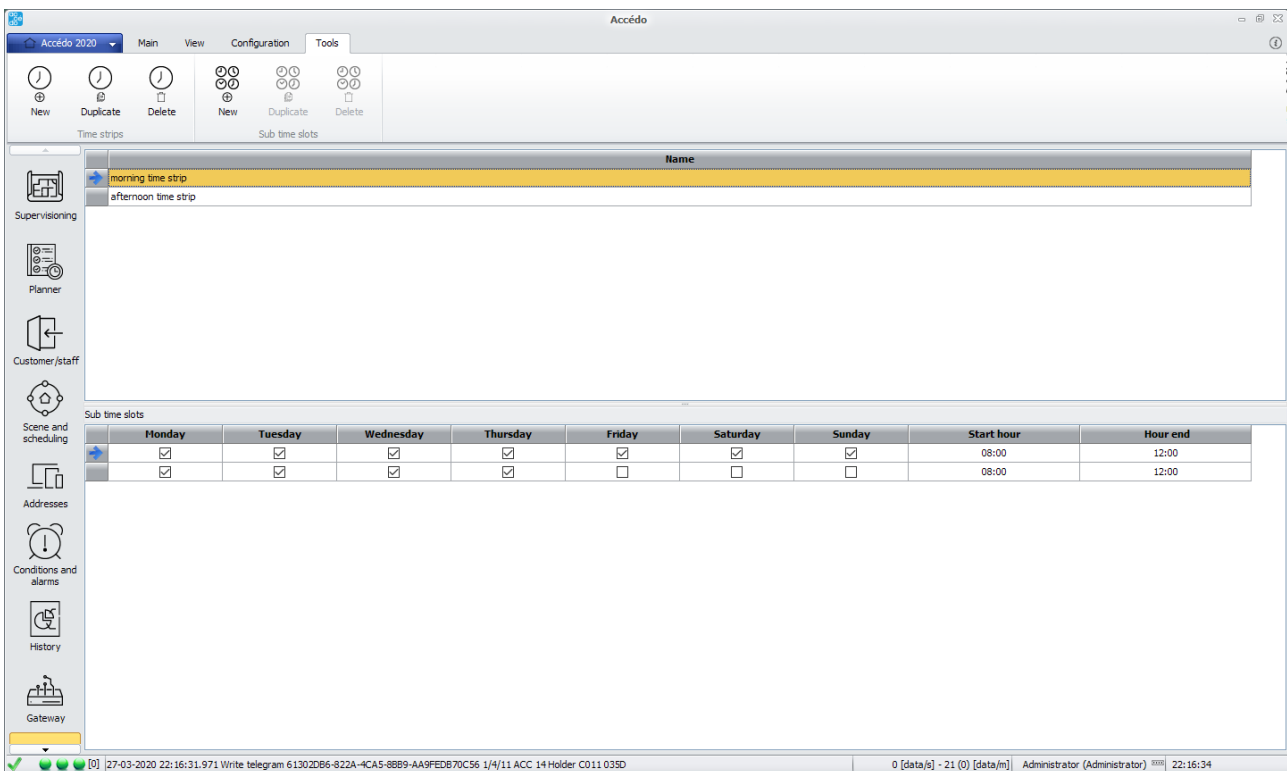 Accédo
Accédo 2020 Main View Configuration Tools
New Duplicate Delete New Duplicate Delete
Time strips Sub time slots
Name
morning time strip
afternoon time strip
Supervisioning
Planner
Customer/staff
Scene and
scheduling
Addresses
Conditions and
alarms
History
Gateway
Sub time slots
Monday Tuesday Wednesday Thursday Friday Saturday Sunday Start hour Hour end
08:00 12:00
08:00 12:00
[0] 27-03-2020 22:16:31.971 Write telegram 61302DB6-822A-4CA5-8BB9-AA9FEDB70C56 1/4/11 ACC 14 Holder C011 035D 0 [data/s] - 21 (0) [data/m] Administrator (Administrator) 22:16:34